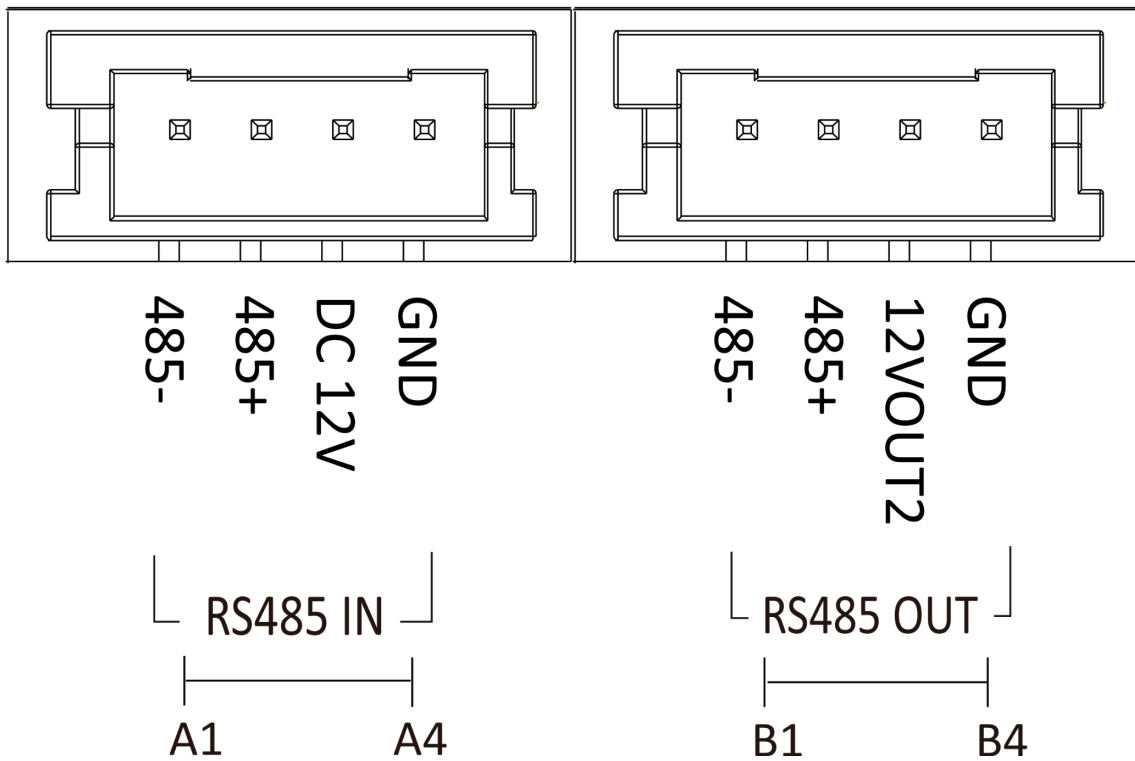 485-
485+
DC 12V
GND
485-
485+
12VOUT2
GND
RS485 IN
RS485 OUT
A1
A4
B1
B4